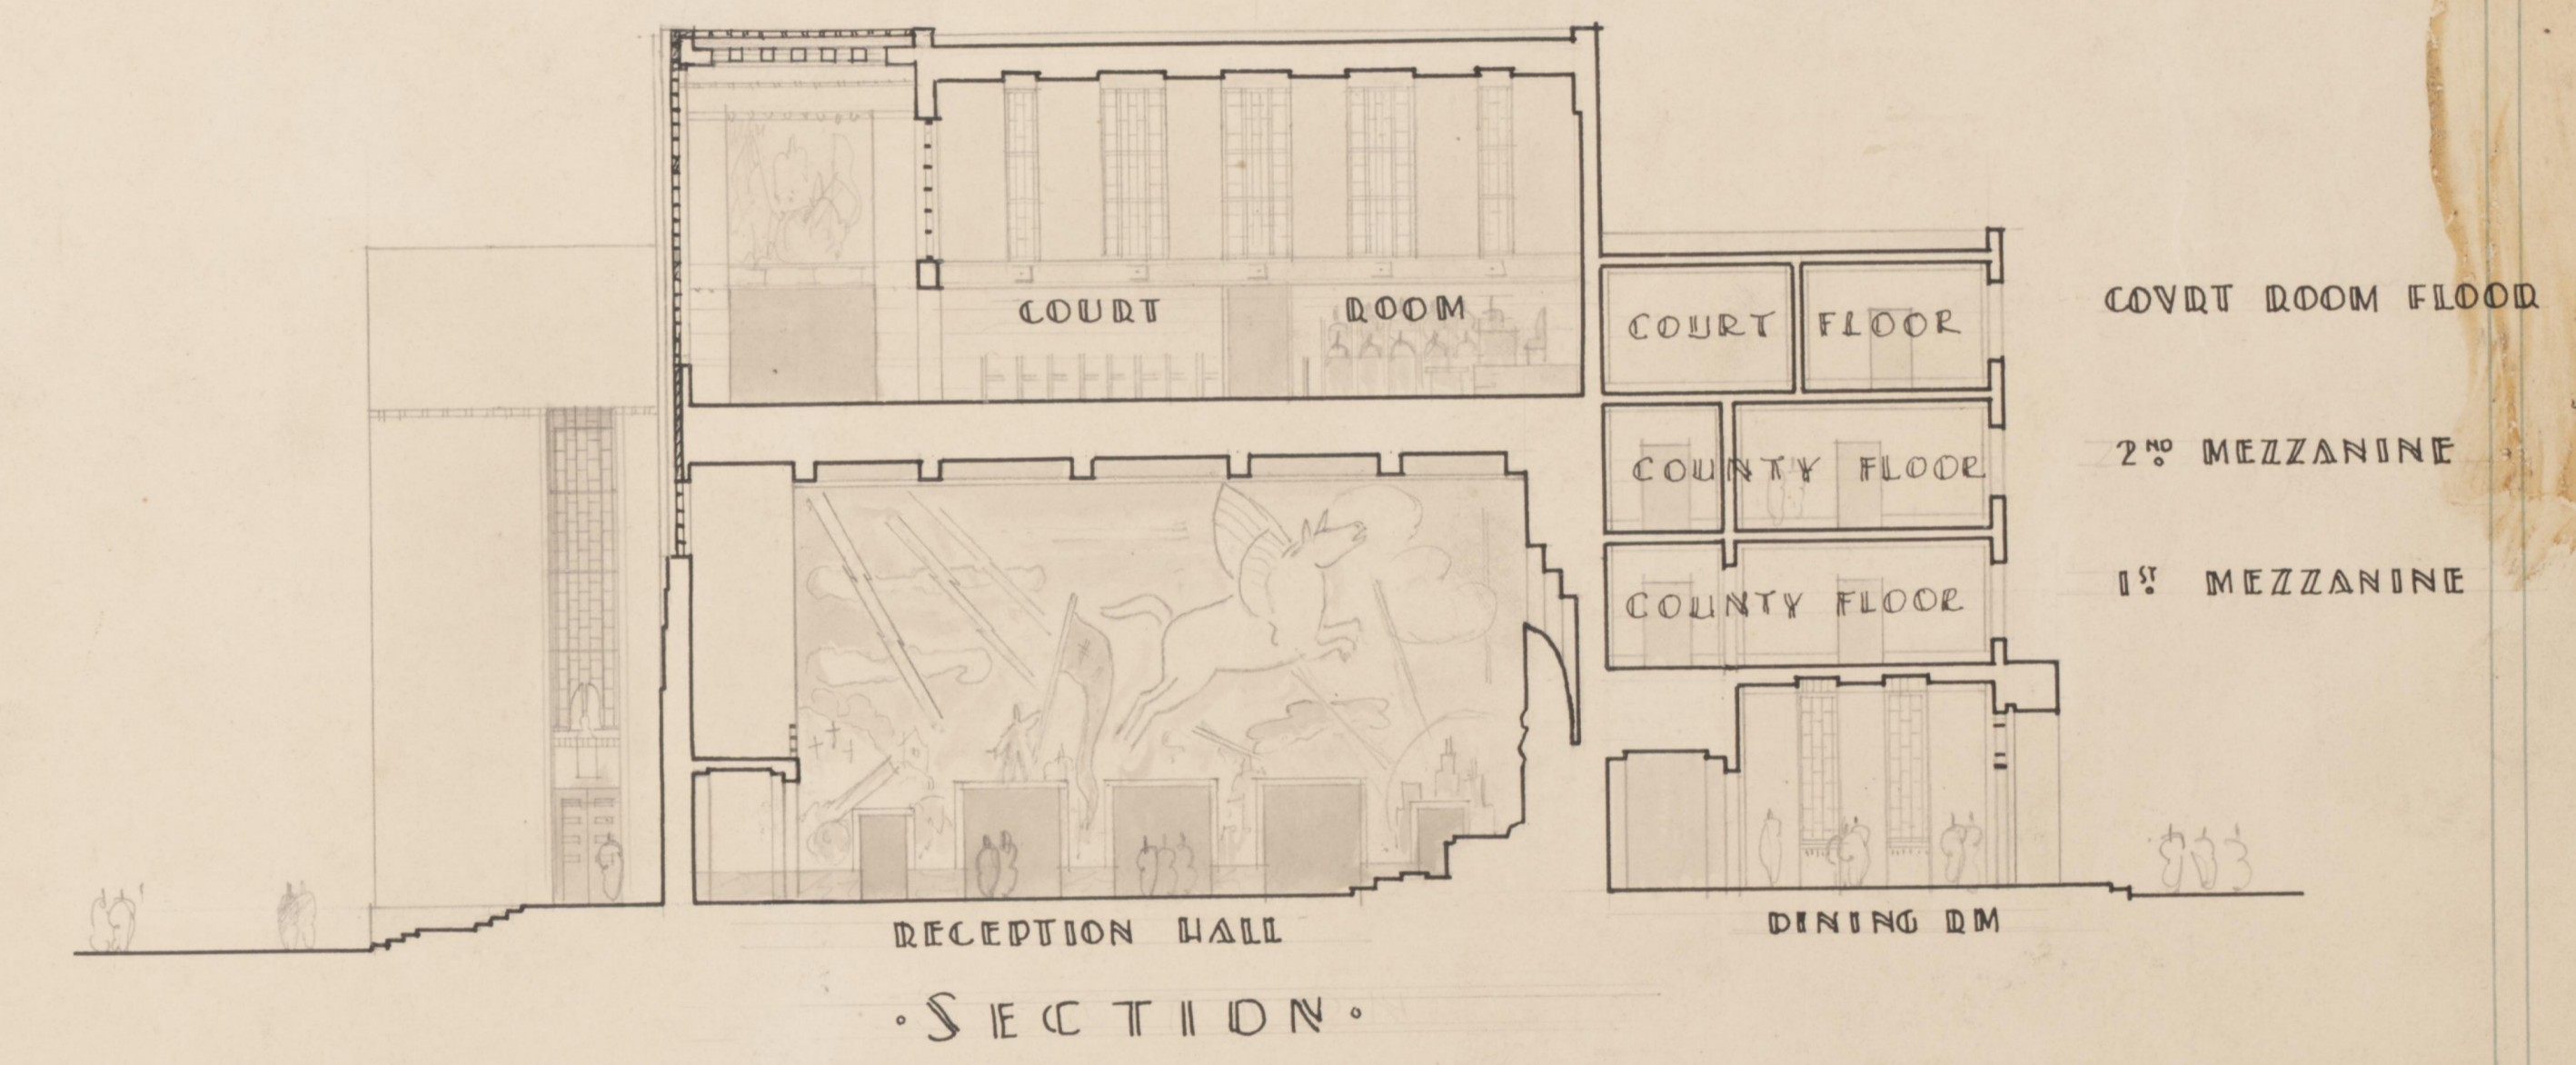 COURT ROOM
COURT FLOOR
COVRT ROOM FLOOR
COUNTY FLOOR
2ND MEZZANINE
COUNTY FLOOR
1ST MEZZANINE
RECEPTION HALL
DINING RM
·SECTION·